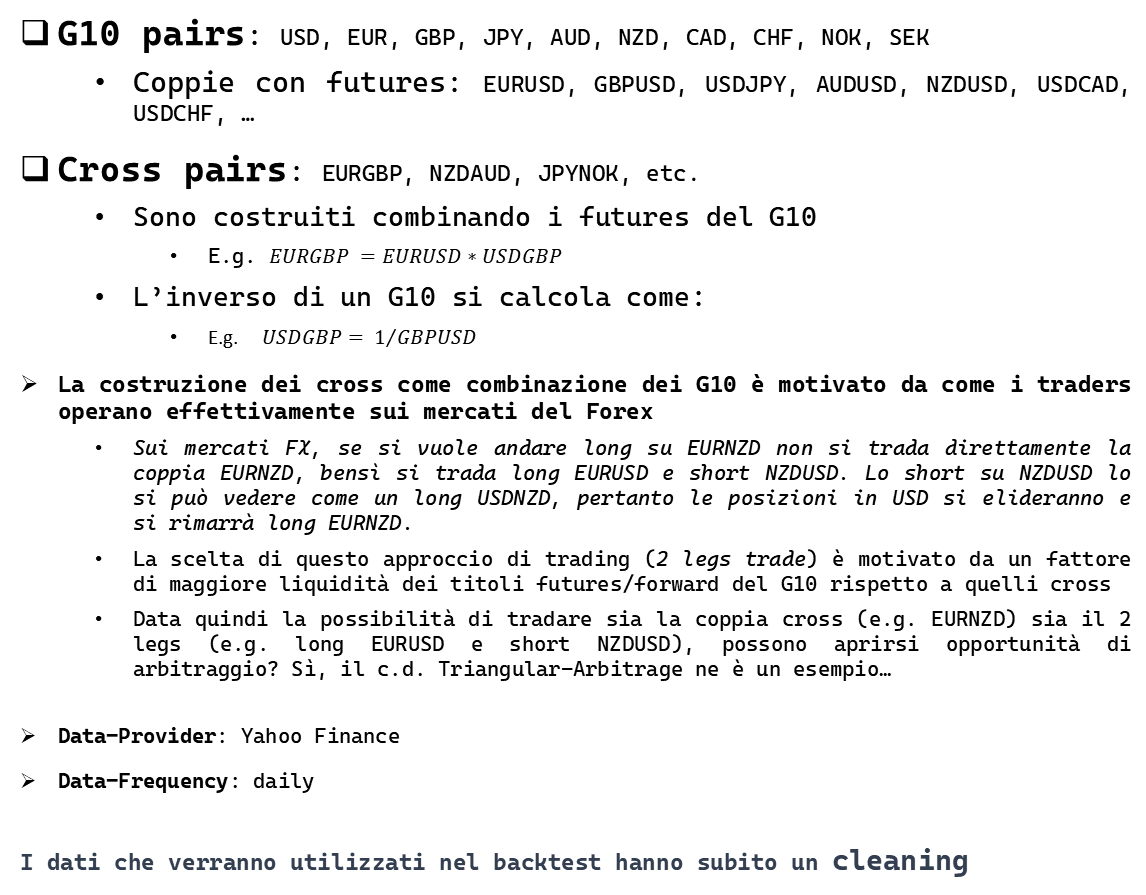 ❑ G10 pairs: USD, EUR, GBP, JPY, AUD, NZD, CAD, CHF, NOK, SEK
• Coppie con futures: EURUSD, GBPUSD, USDJPY, AUDUSD, NZDUSD, USDCAD,
USDCHF, …
❑ Cross pairs: EURGBP, NZDAUD, JPYNOK, etc.
• Sono costruiti combinando i futures del G10
• E.g. EURGBP = EURUSD ∗ USDGBP
• L’inverso di un G10 si calcola come:
• E.g. USDGBP = 1/GBPUSD
➢ La costruzione dei cross come combinazione dei G10 è motivato da come i traders
operano effettivamente sui mercati del Forex
• Sui mercati FX, se si vuole andare long su EURNZD non si trada direttamente la
coppia EURNZD, bensì si trada long EURUSD e short NZDUSD. Lo short su NZDUSD lo
si può vedere come un long USDNZD, pertanto le posizioni in USD si elideranno e
si rimarrà long EURNZD.
• La scelta di questo approccio di trading (2 legs trade) è motivato da un fattore
di maggiore liquidità dei titoli futures/forward del G10 rispetto a quelli cross
• Data quindi la possibilità di tradare sia la coppia cross (e.g. EURNZD) sia il 2
legs (e.g. long EURUSD e short NZDUSD), possono aprirsi opportunità di
arbitraggio? Sì, il c.d. Triangular-Arbitrage ne è un esempio…
➢ Data-Provider: Yahoo Finance
➢ Data-Frequency: daily
I dati che verranno utilizzati nel backtest hanno subito un cleaning